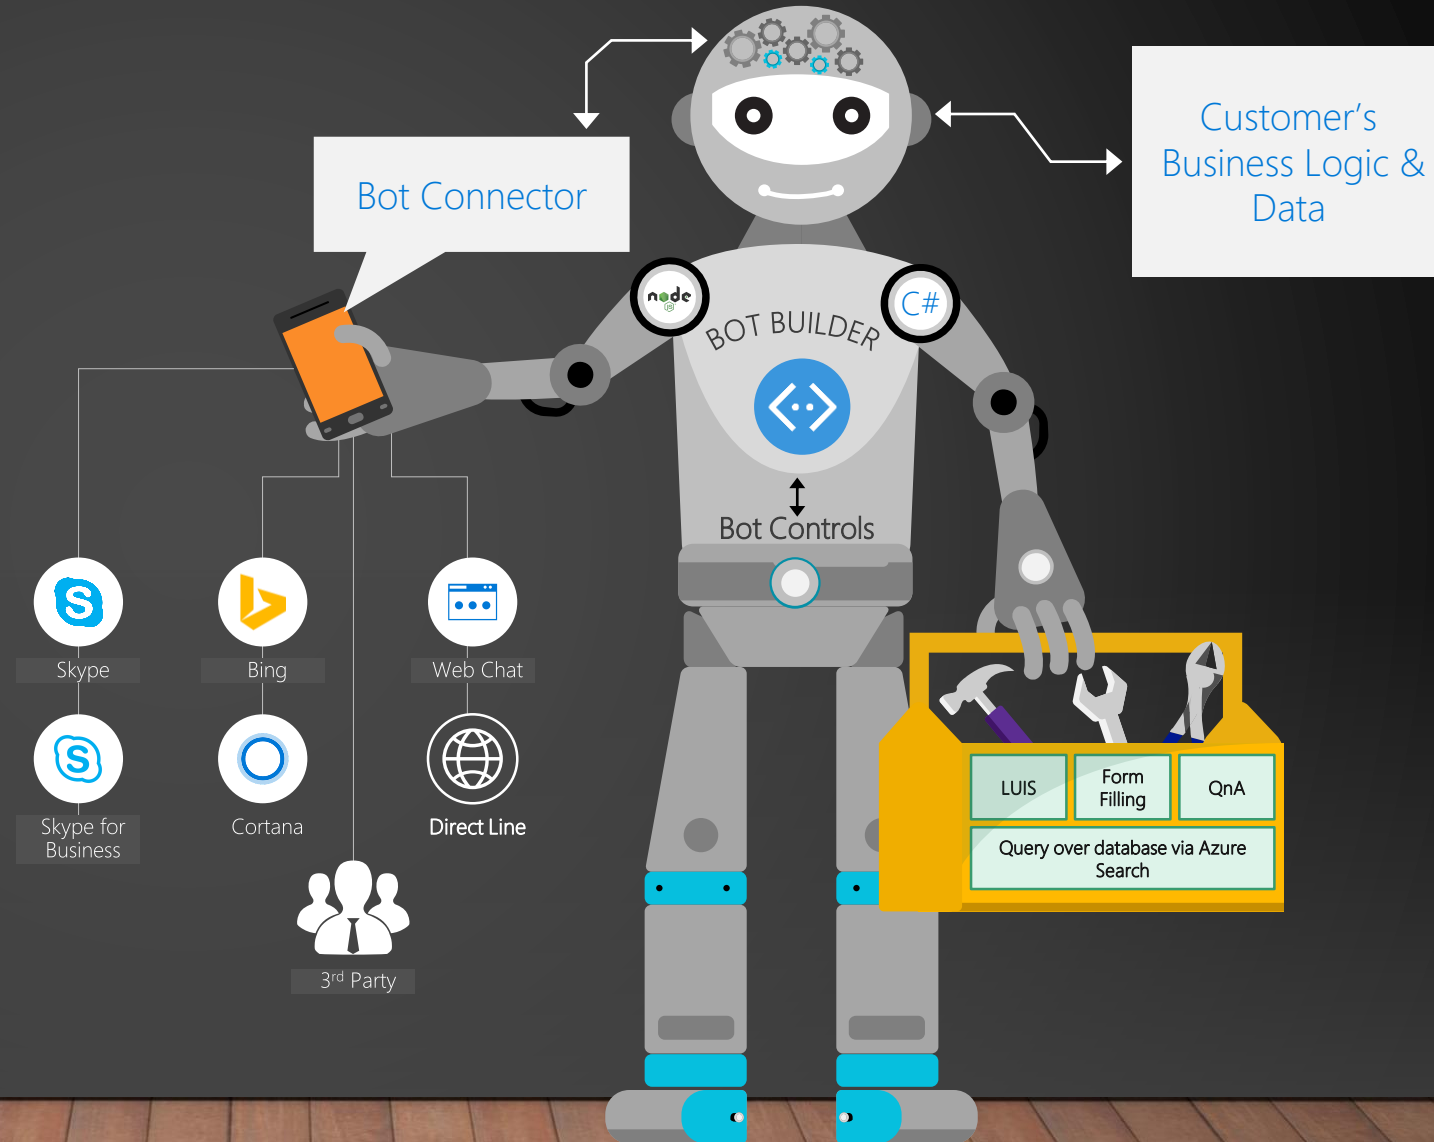 Bot Connector
Customer's
Business Logic &
Data
node
JS
C#
BOT BUILDER
Bot Controls
S
Skype
Bing
Web Chat
S
Skype for
Business
Cortana
Direct Line
3rd Party
LUIS
Form
Filling
QnA
Query over database via Azure
Search